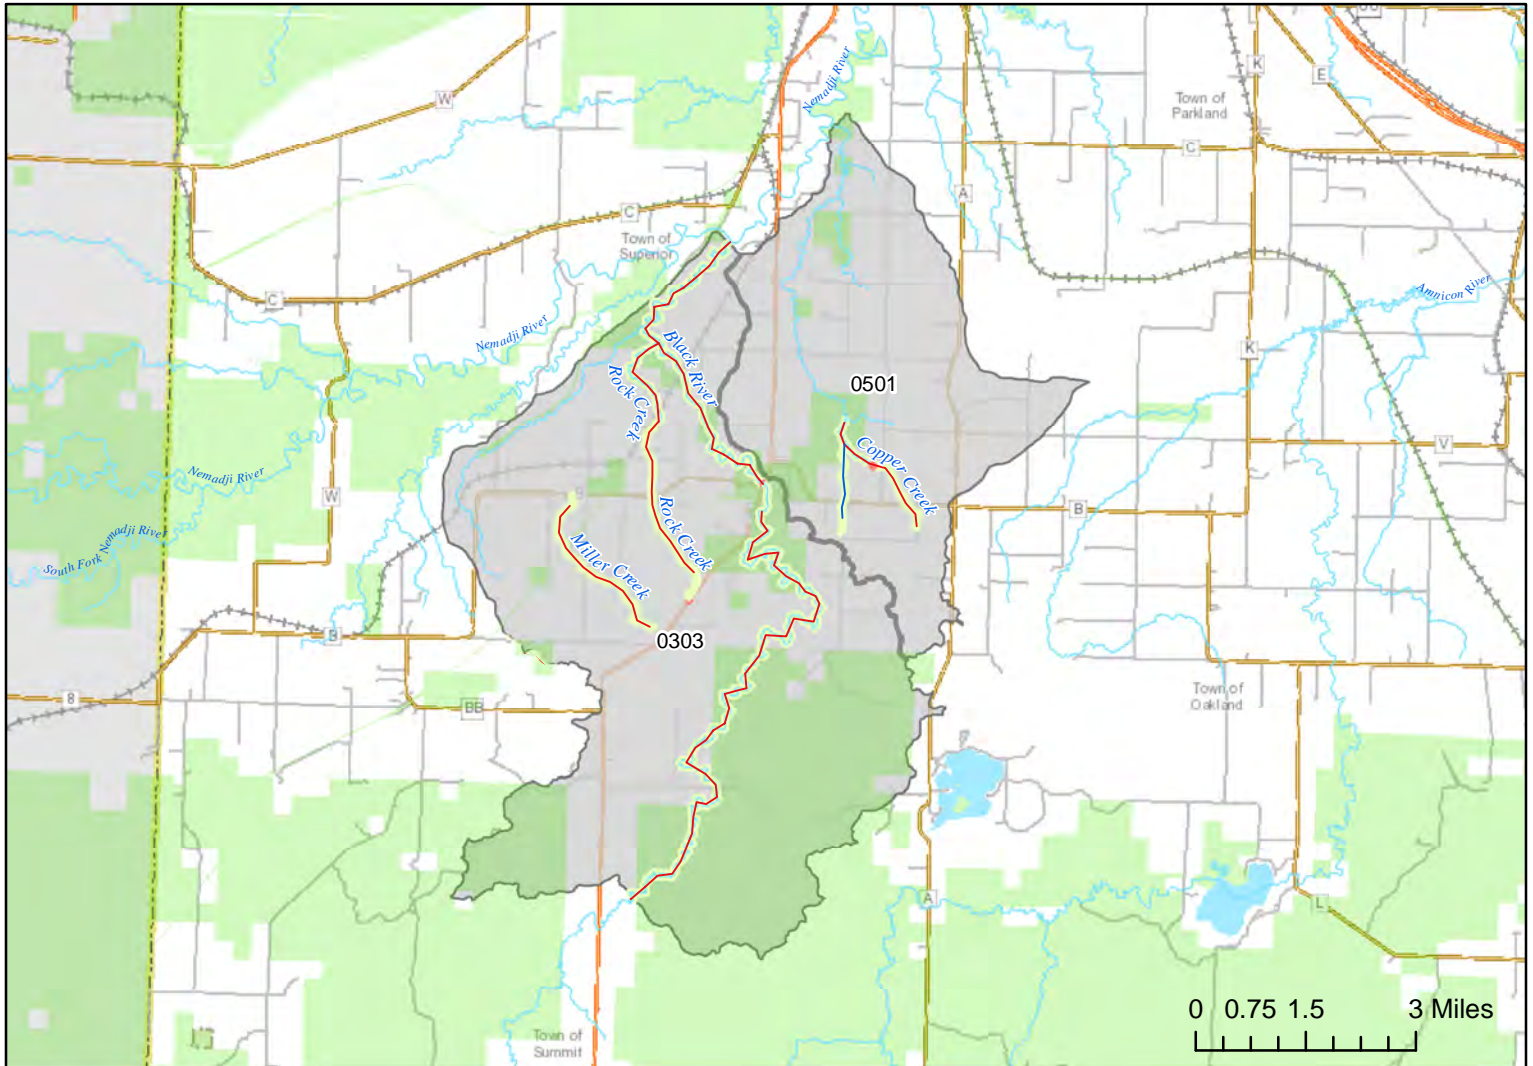 Nemadji River
K
E
W
Town of
Parkland
C
A
C
Town of
Superior
C
Amnicon River
Nemadji River
Black River
K
Rock Creek
0501
V
Copper Creek
Nemadji River
W
Rock Creek
B
South Fork Nemadji River
Miller Creek
B
0303
8
BB
Town of
Oakland
A
L
0 0.75 1.5 3 Miles
Town of
Summit